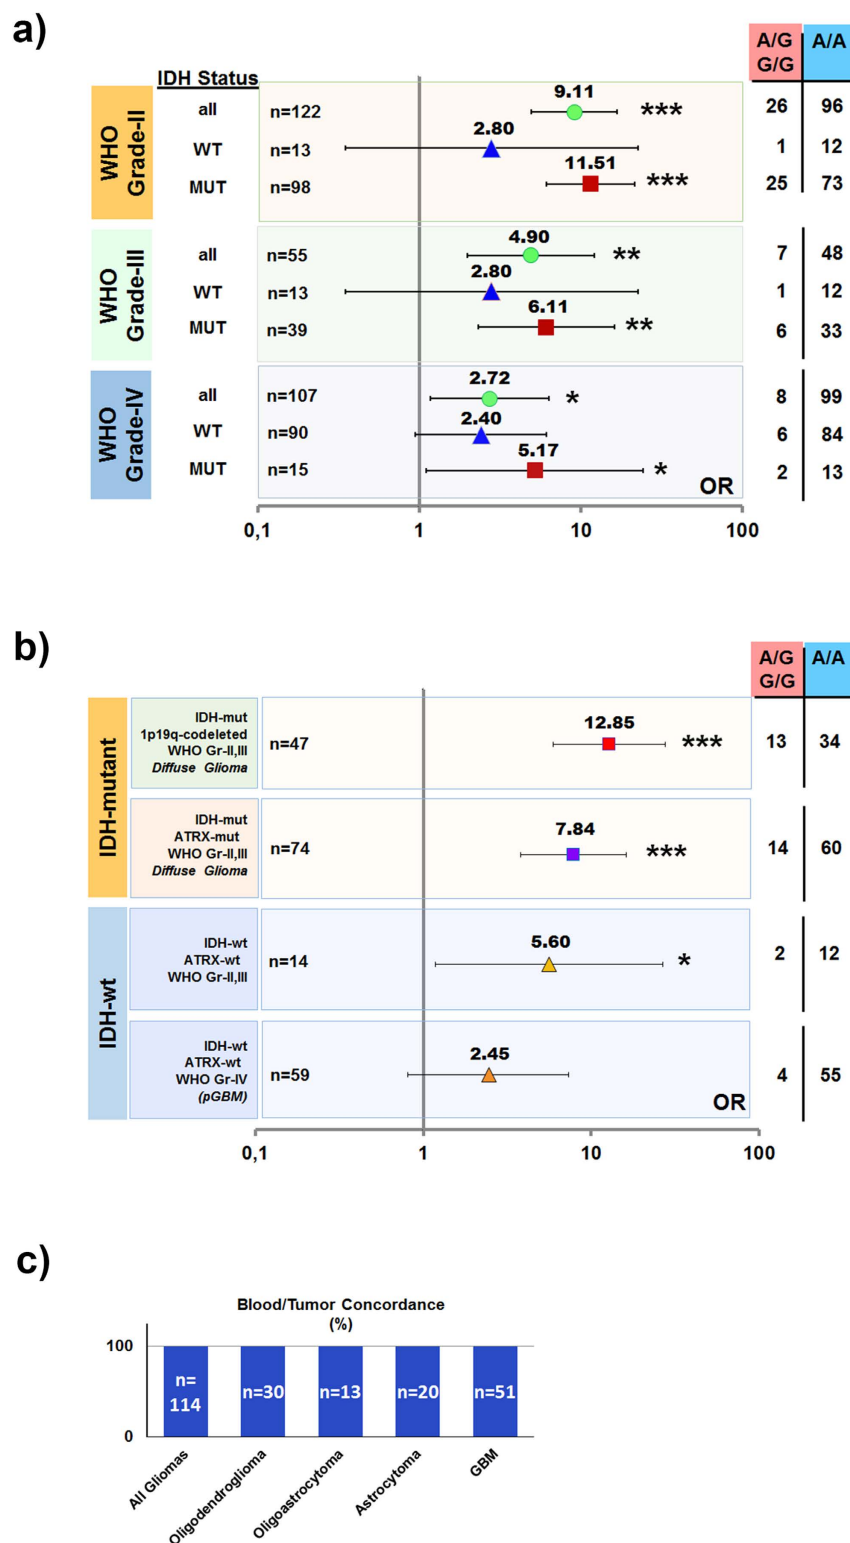 a)
A/G
G/G
A/A
IDH Status
WHO
Grade-II
all
n=122
9.11
***
26
96
WT
n=13
2.80
1
12
MUT
n=98
11.51
***
25
73
WHO
Grade-III
all
n=55
4.90
**
7
48
WT
n=13
2.80
1
12
MUT
n=39
6.11
**
6
33
WHO
Grade-IV
all
n=107
2.72
*
8
99
WT
n=90
2.40
6
84
MUT
n=15
5.17
*
2
13
OR
0,1
1
10
100
b)
A/G
G/G
A/A
IDH-mutant
IDH-mut
1p19q-codeleted
WHO Gr-II,III
Diffuse Glioma
n=47
12.85
***
13
34
IDH-mut
ATRX-mut
WHO Gr-II,III
Diffuse Glioma
n=74
7.84
***
14
60
IDH-wt
IDH-wt
ATRX-wt
WHO Gr-II,III
n=14
5.60
*
2
12
IDH-wt
ATRX-wt
WHO Gr-IV
(pGBM)
n=59
2.45
4
55
OR
0,1
1
10
100
c)
Blood/Tumor Concordance
(%)
100
0
n=
114
n=30
n=13
n=20
n=51
All Gliomas
Oligodendroglioma
Oligoastrocytoma
Astrocytoma
GBM